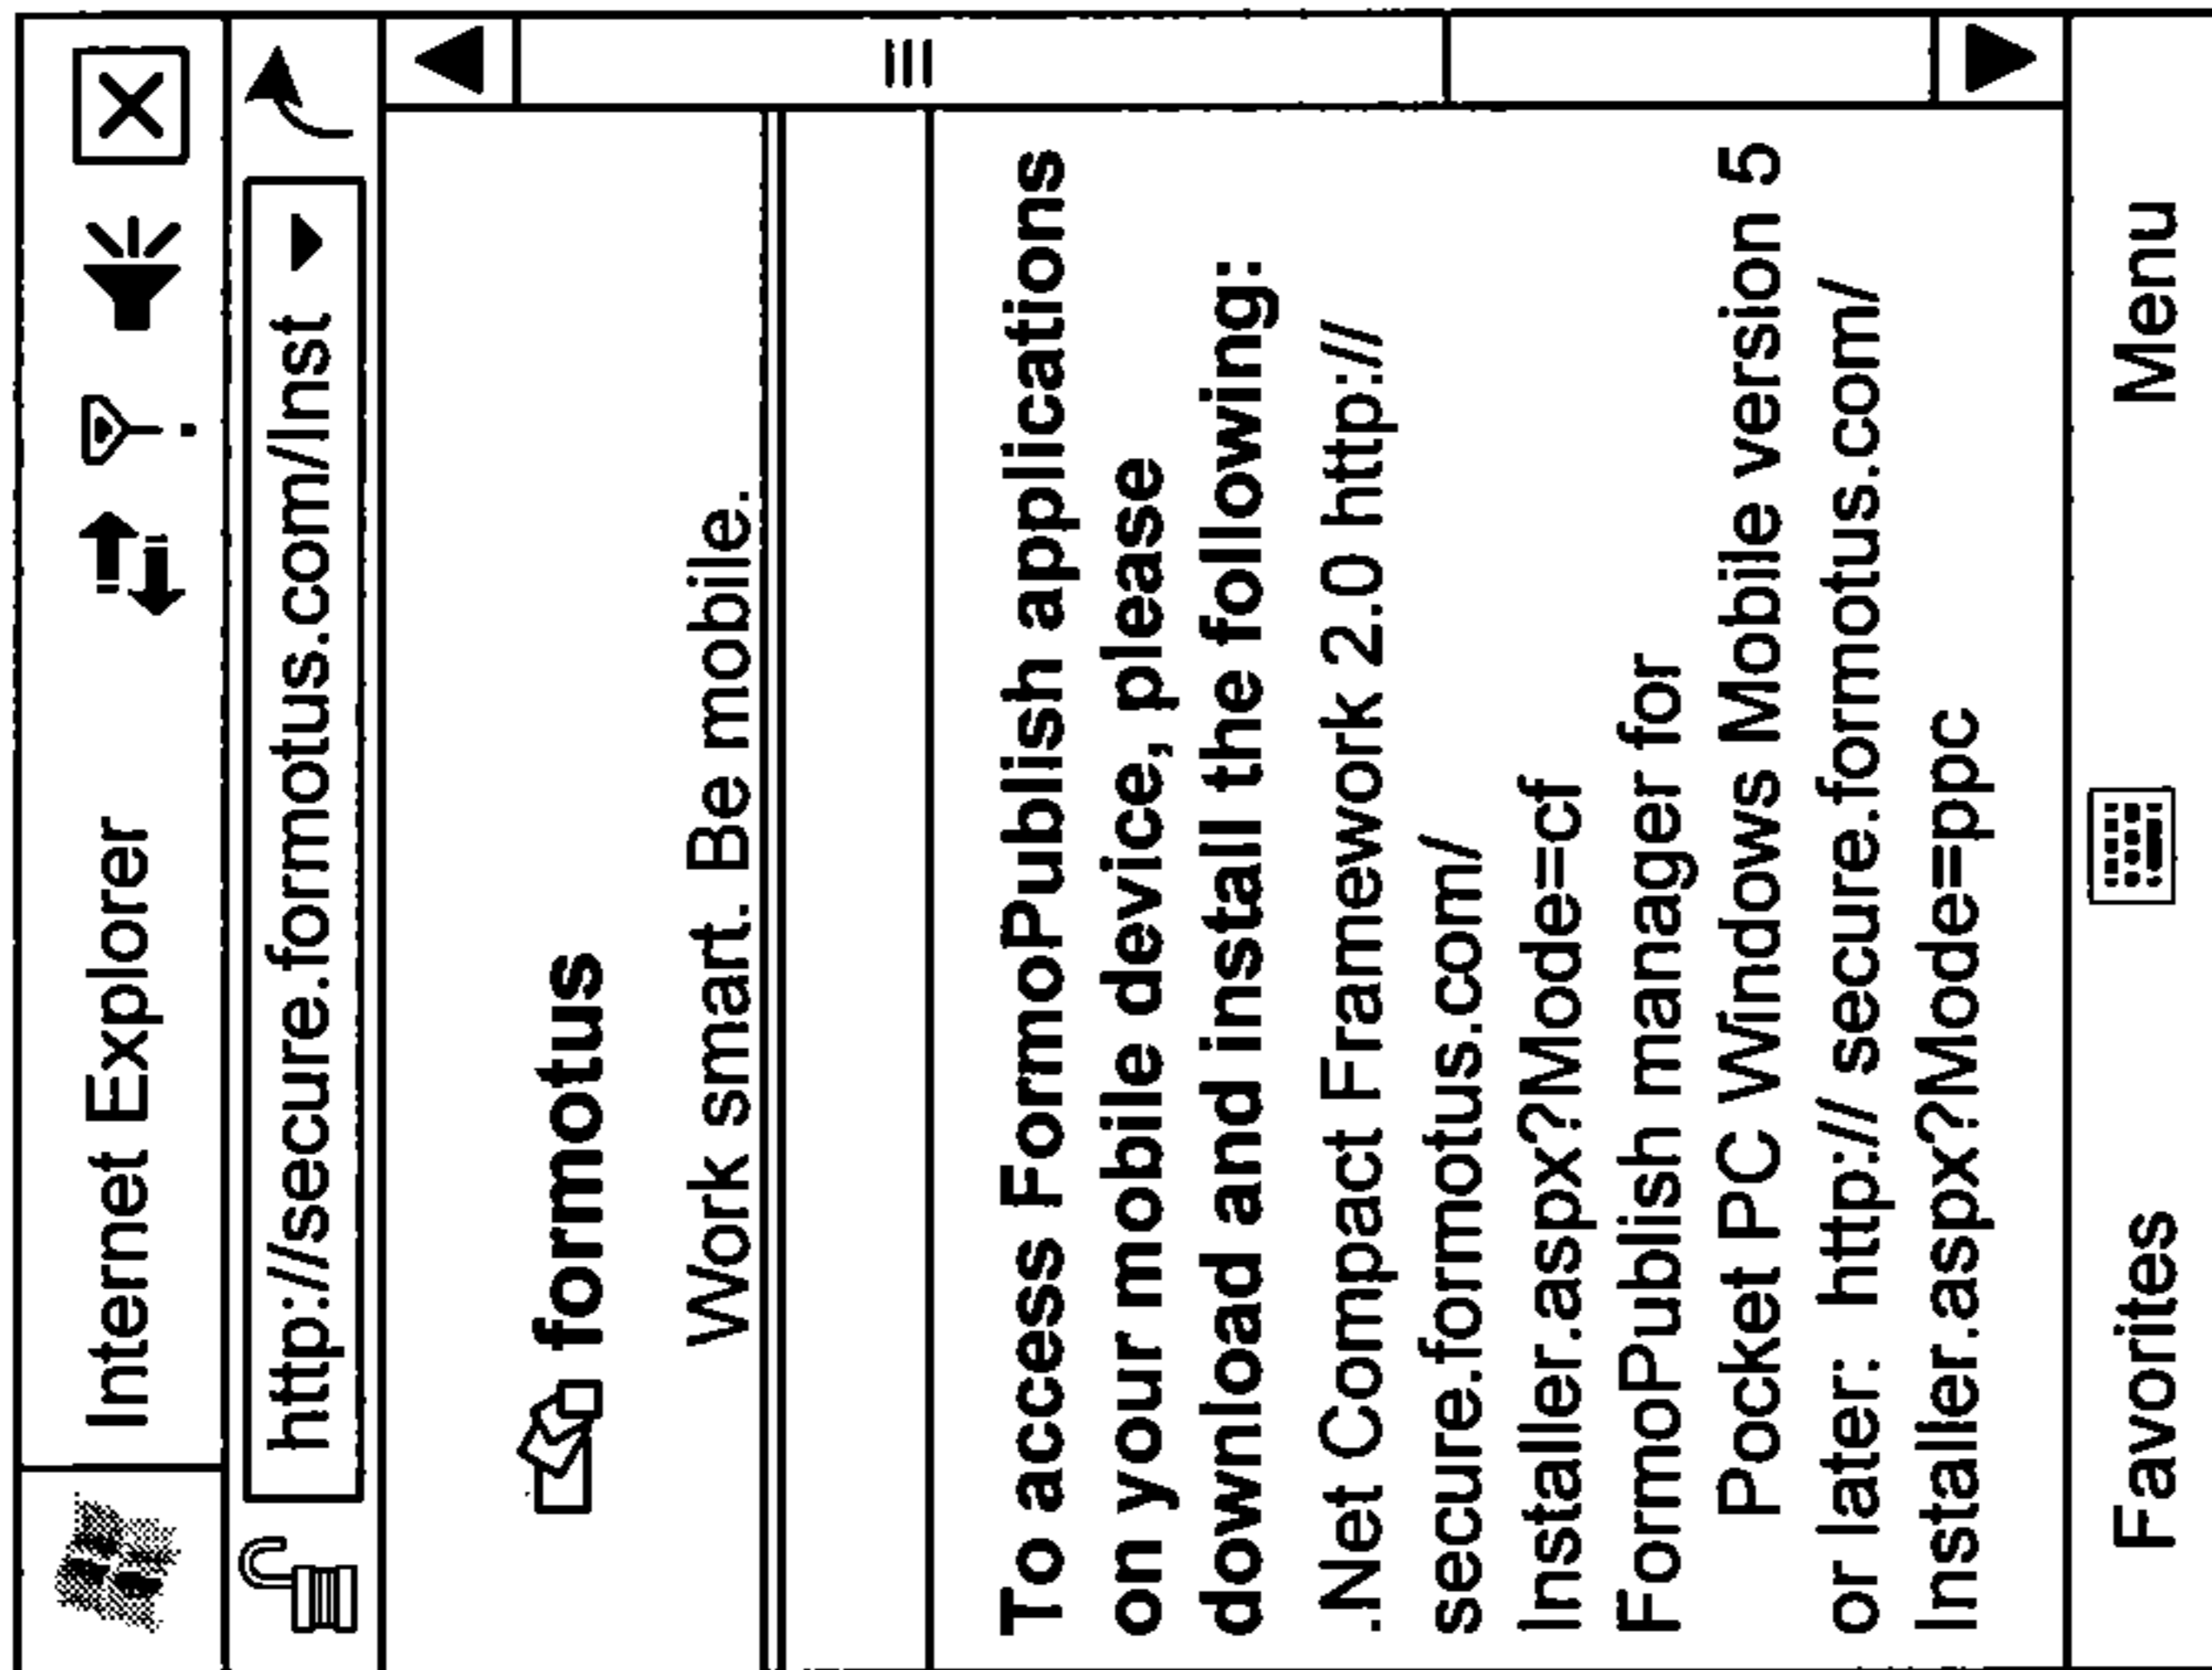 Internet Explorer
http://secure.formotus.com/Inst
formotus
Work smart. Be mobile.
To access FormoPublish applications
on your mobile device, please
download and install the following:
.Net Compact Framework 2.0 http://
secure.formotus.com/
Installer.aspx?Mode=cf
FormoPublish manager for
Pocket PC Windows Mobile version 5
or later: http:// secure.formotus.com/
Installer.aspx?Mode=ppc
Favorites Menu